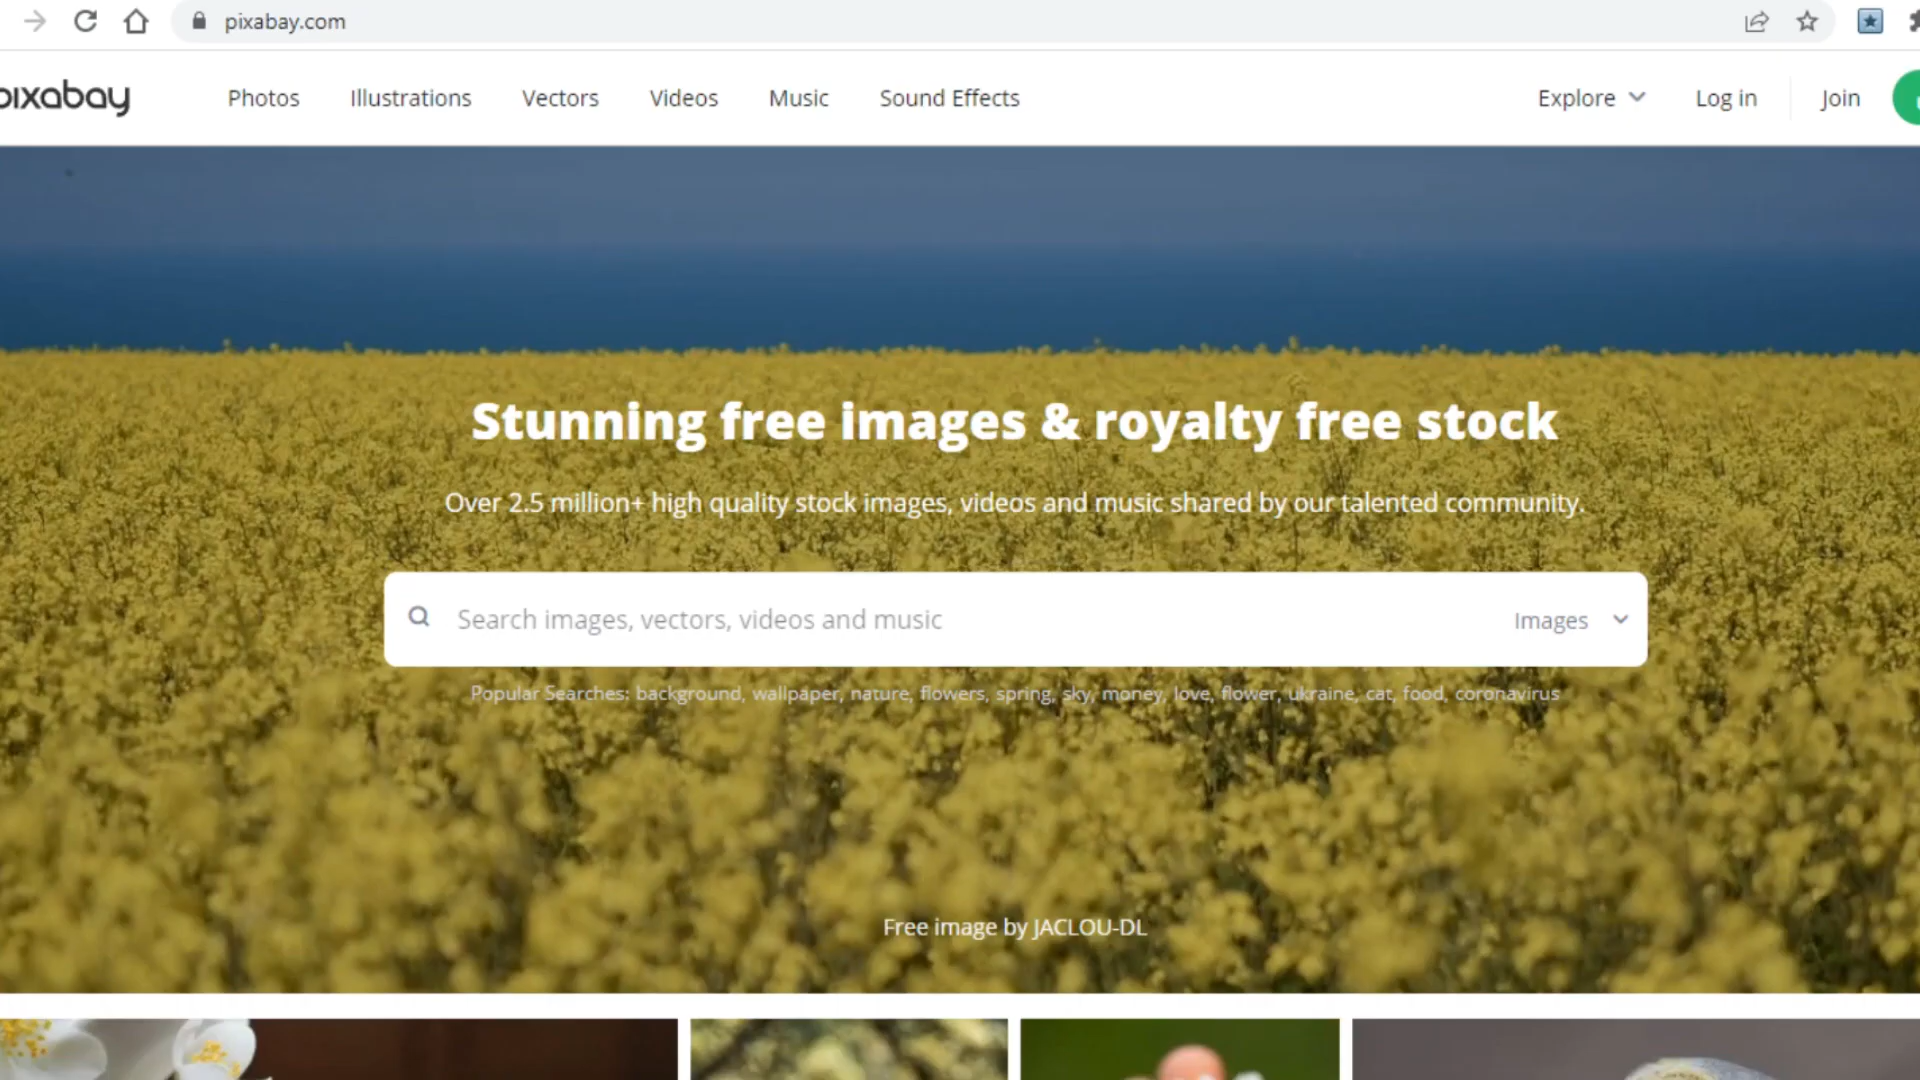 pixabay.com
pixabay
Photos Illustrations Vectors Videos Music Sound Effects Explore Log in Join
Stunning free images & royalty free stock
Over 2.5 million+ high quality stock images, videos and music shared by our talented community.
Search images, vectors, videos and music Images
Popular Searches: background, wallpaper, nature, flowers, spring, sky, money, love, flower, ukraine, cat, food, coronavirus
Free image by JACLOU-DL